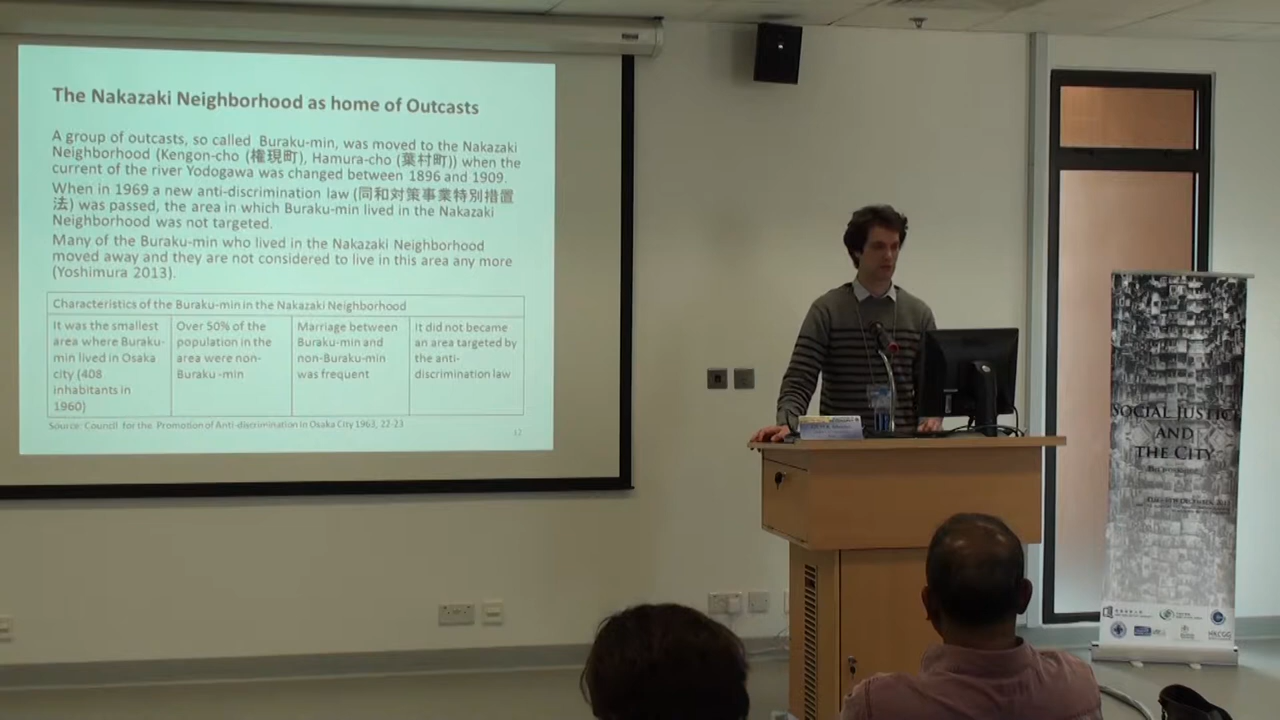 The Nakazaki Neighborhood as home of Outcasts
A group of outcasts, so called Buraku-min, was moved to the Nakazaki
Neighborhood (Kengon-cho (権現町), Hamura-cho (葉村町)) when the
current of the river Yodogawa was changed between 1896 and 1909.
When in 1969 a new anti-discrimination law (同和対策事業特別措置
法) was passed, the area in which Buraku-min lived in the Nakazaki
Neighborhood was not targeted.
Many of the Buraku-min who lived in the Nakazaki Neighborhood
moved away and they are not considered to live in this area any more
(Yoshimura 2013).
Characteristics of the Buraku-min in the Nakazaki Neighborhood
It was the smallest
area where Buraku-
min lived in Osaka
city (408
inhabitants in
1960)
Over 50% of the
population in the
area were non-
Buraku -min
Marriage between
Buraku-min and
non-Buraku-min
was frequent
It did not became
an area targeted by
the anti-
discrimination law
Source: Council for the Promotion of Anti-discrimination in Osaka City 1963, 22-23
12
SOCIAL JUSTICE
AND
THE CITY
HKCGG